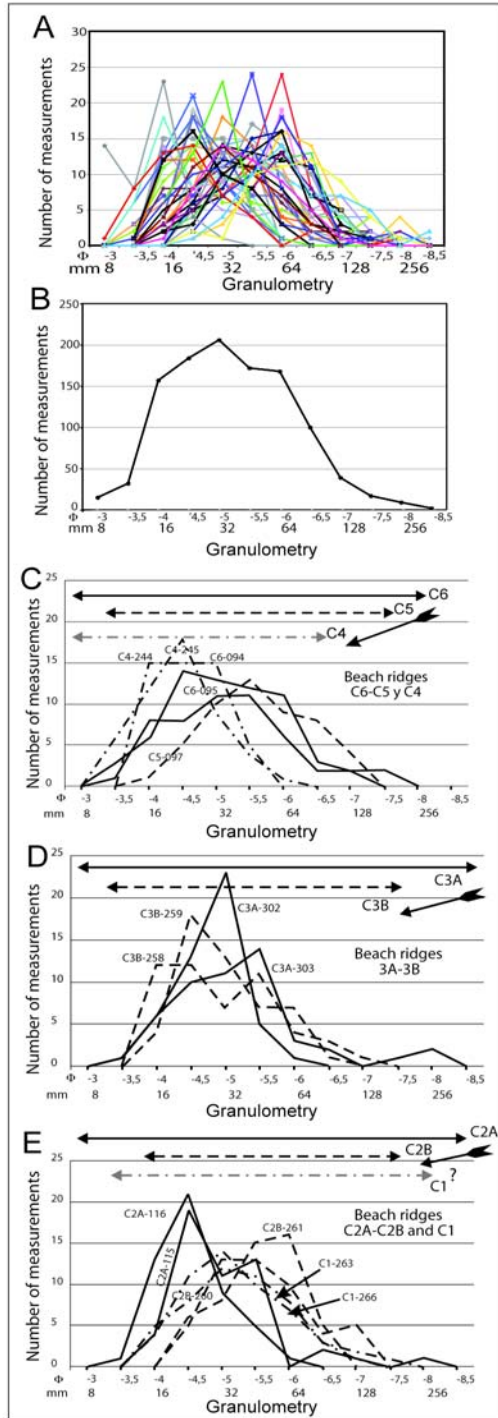 A
30
25
20
15
10
5
0
Number of measurements
Φ -3 -3,5 -4 '4,5 -5 -5,5 -6 -6,5 -7 -7,5 -8 -8,5
mm 8 16 32 64 128 256
Granulometry
B
250
200
150
100
50
0
Number of measurements
Φ -3 -3,5 -4 '4,5 -5 -5,5 -6 -6,5 -7 -7,5 -8 -8,5
mm 8 16 32 64 128 256
Granulometry
C
25
20
15
10
5
0
Number of measurements
C6
C5
C4
C4-244 C4-245 C6-094
C6-095
C5-097
Beach ridges
C6-C5 y C4
Φ -3 -3,5 -4 -4,5 -5 -5,5 -6 -6,5 -7 -7,5 -8 -8,5
mm 8 16 32 64 128 256
Granulometry
D
25
20
15
10
5
0
Number of measurements
C3A
C3B
C3B-259 C3A-302
C3B-258 C3A-303
Beach ridges
3A-3B
Φ -3 -3,5 -4 -4,5 -5 -5,5 -6 -6,5 -7 -7,5 -8 -8,5
mm 8 16 32 64 128 256
Granulometry
E
25
20
15
10
5
0
Number of measurements
C2A
C2B
C1 ?
C2A-116
C2A-115
C2B-261
C2B-260
C1-263
C1-266
Beach ridges
C2A-C2B and C1
Φ -3 -3,5 -4 -4,5 -5 -5,5 -6 -6,5 -7 -7,5 -8 -8,5
mm 8 16 32 64 128 256
Granulometry